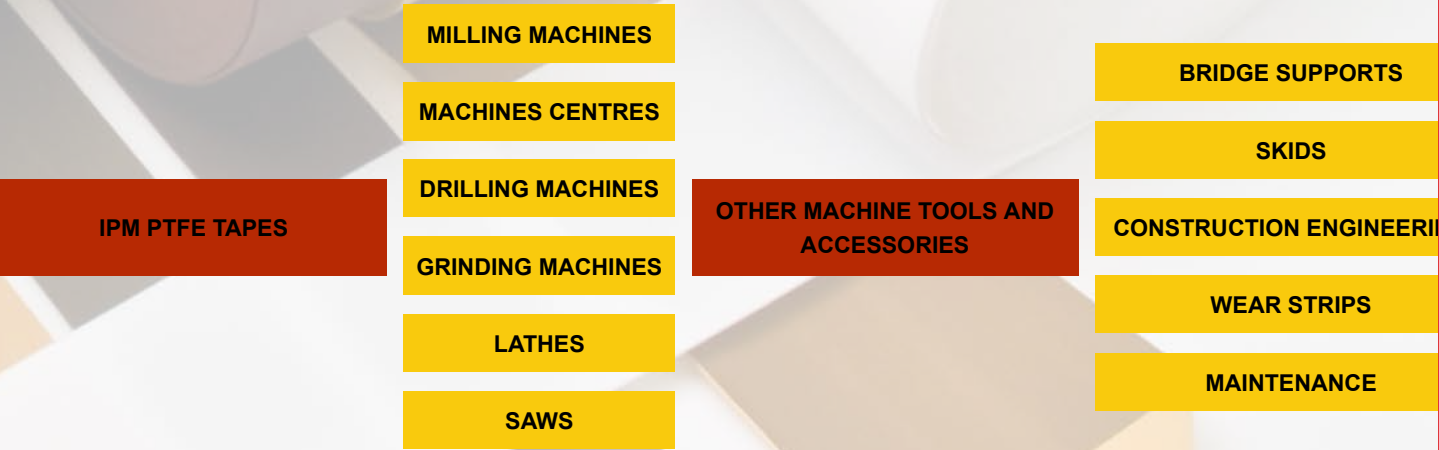 IPM PTFE TAPES
MILLING MACHINES
MACHINES CENTRES
DRILLING MACHINES
GRINDING MACHINES
LATHES
SAWS
OTHER MACHINE TOOLS AND
ACCESSORIES
BRIDGE SUPPORTS
SKIDS
CONSTRUCTION
WEAR STRIPS
MAINTENANCE